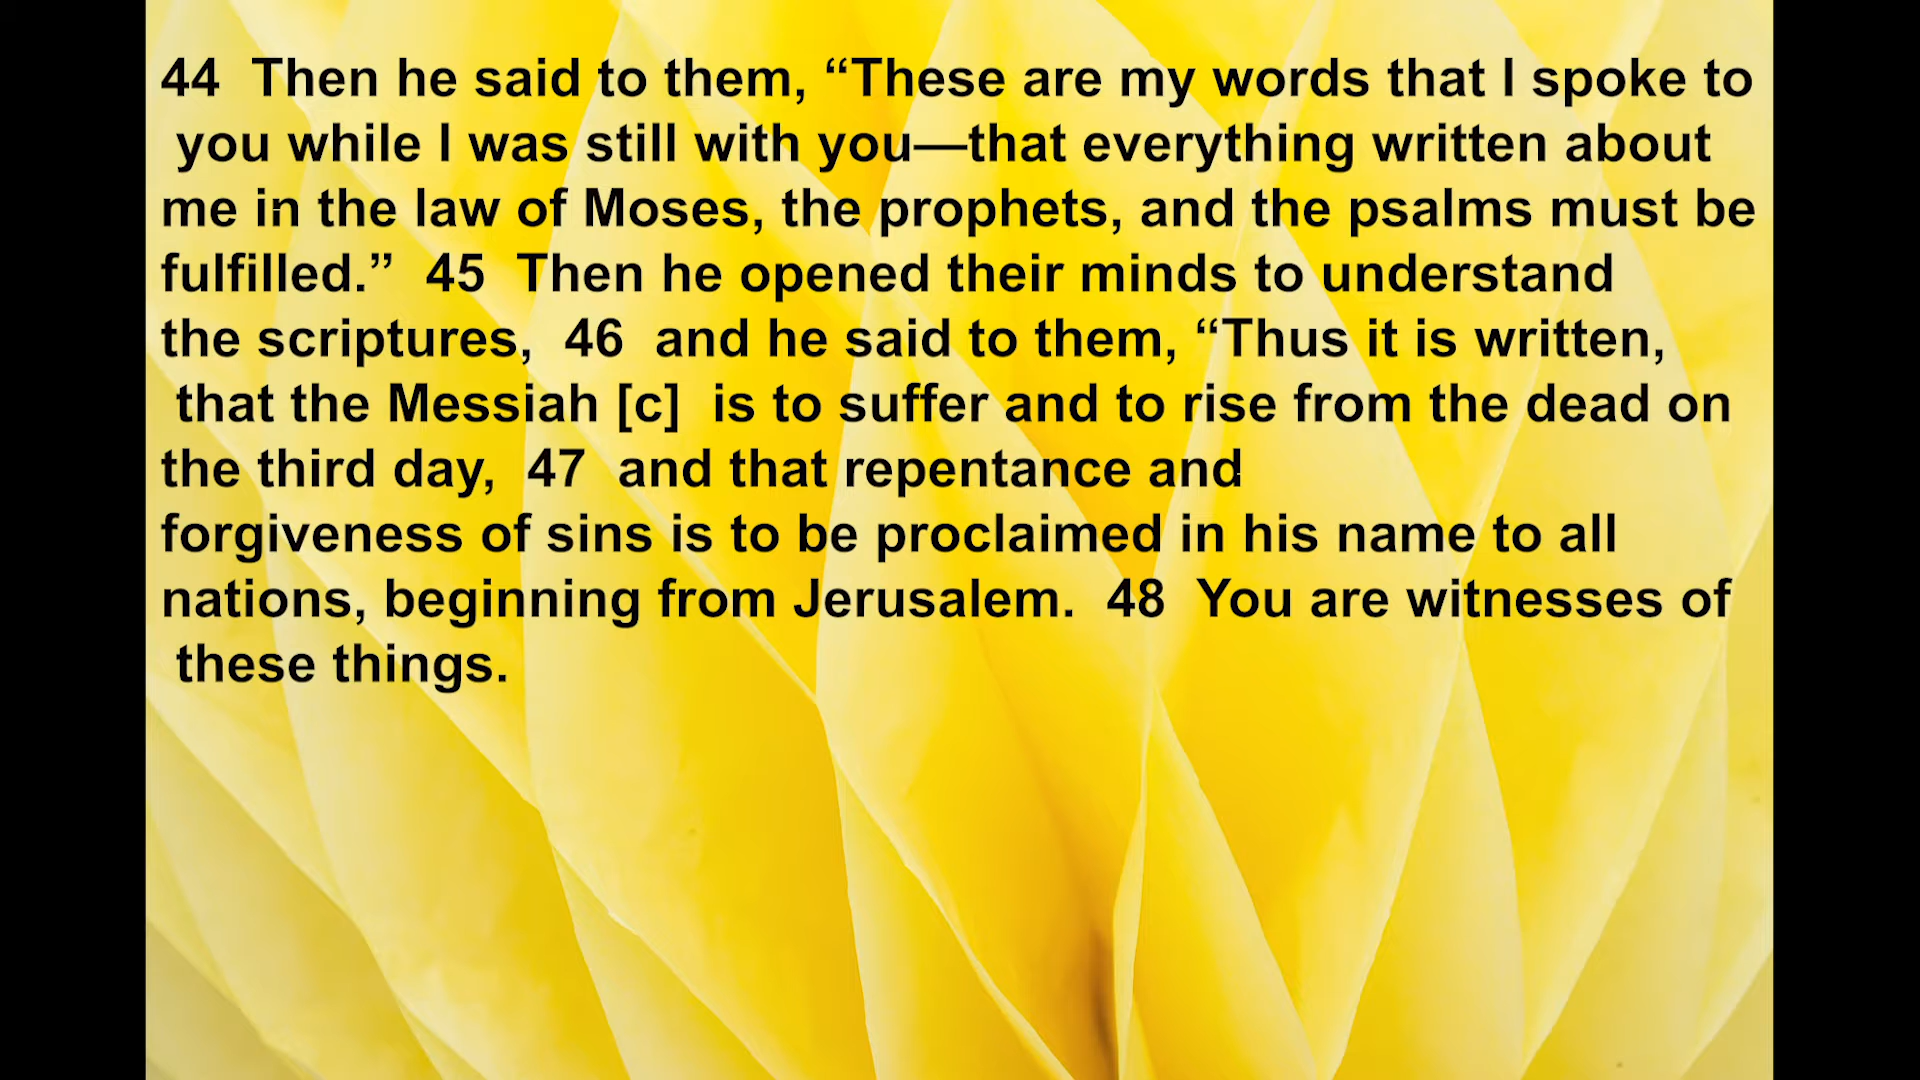 44  Then he said to them, “These are my words that I spoke to
you while I was still with you—that everything written about
me in the law of Moses, the prophets, and the psalms must be
fulfilled.”  45  Then he opened their minds to understand
the scriptures,  46  and he said to them, “Thus it is written,
that the Messiah [c]  is to suffer and to rise from the dead on
the third day,  47  and that repentance and
forgiveness of sins is to be proclaimed in his name to all
nations, beginning from Jerusalem.  48  You are witnesses of
these things.